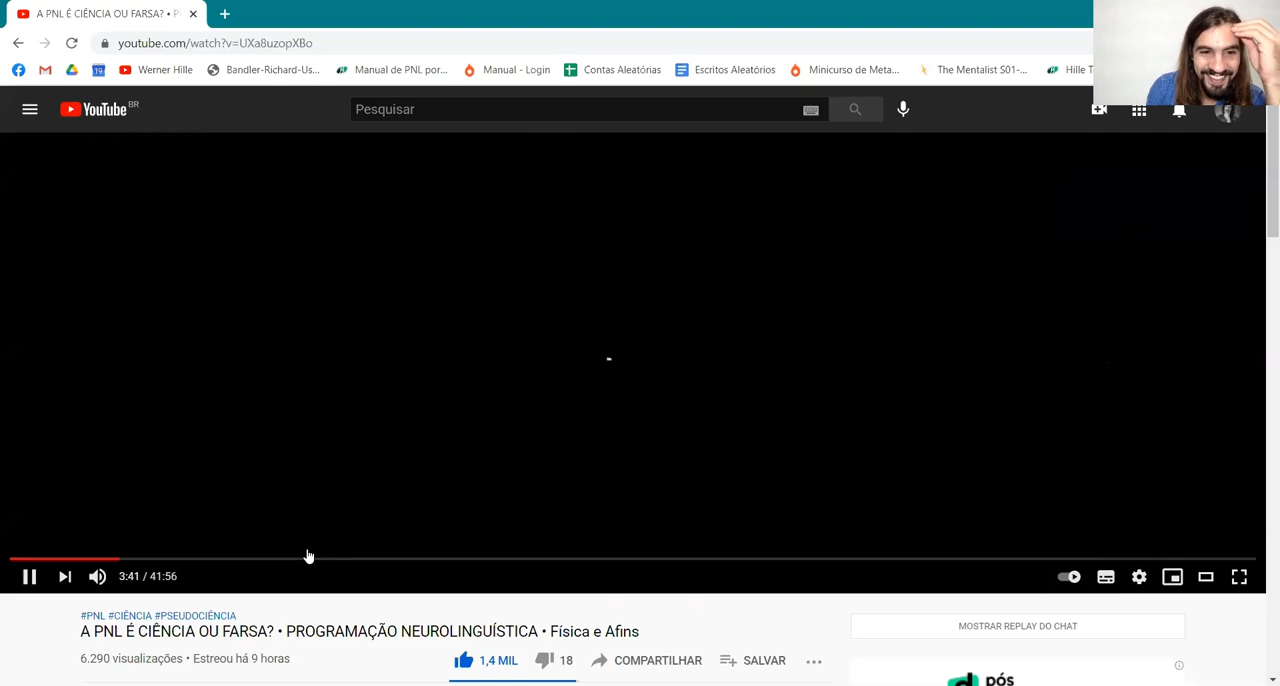 A PNL É CIÊNCIA OU FARSA? • P
youtube.com/watch?v=UXa8uzopXBo
Werner Hille
Bandler-Richard-Us...
Manual de PNL por...
Manual - Login
Contas Aleatórias
Escritos Aleatórios
Minicurso de Meta...
The Mentalist S01-...
Hille T
YouTube BR
Pesquisar
3:41 / 41:56
#PNL #CIÊNCIA #PSEUDOCIÊNCIA
A PNL É CIÊNCIA OU FARSA? • PROGRAMAÇÃO NEUROLINGUÍSTICA • Física e Afins
6.290 visualizações • Estreou há 9 horas
1,4 MIL
18
COMPARTILHAR
SALVAR
MOSTRAR REPLAY DO CHAT
pós